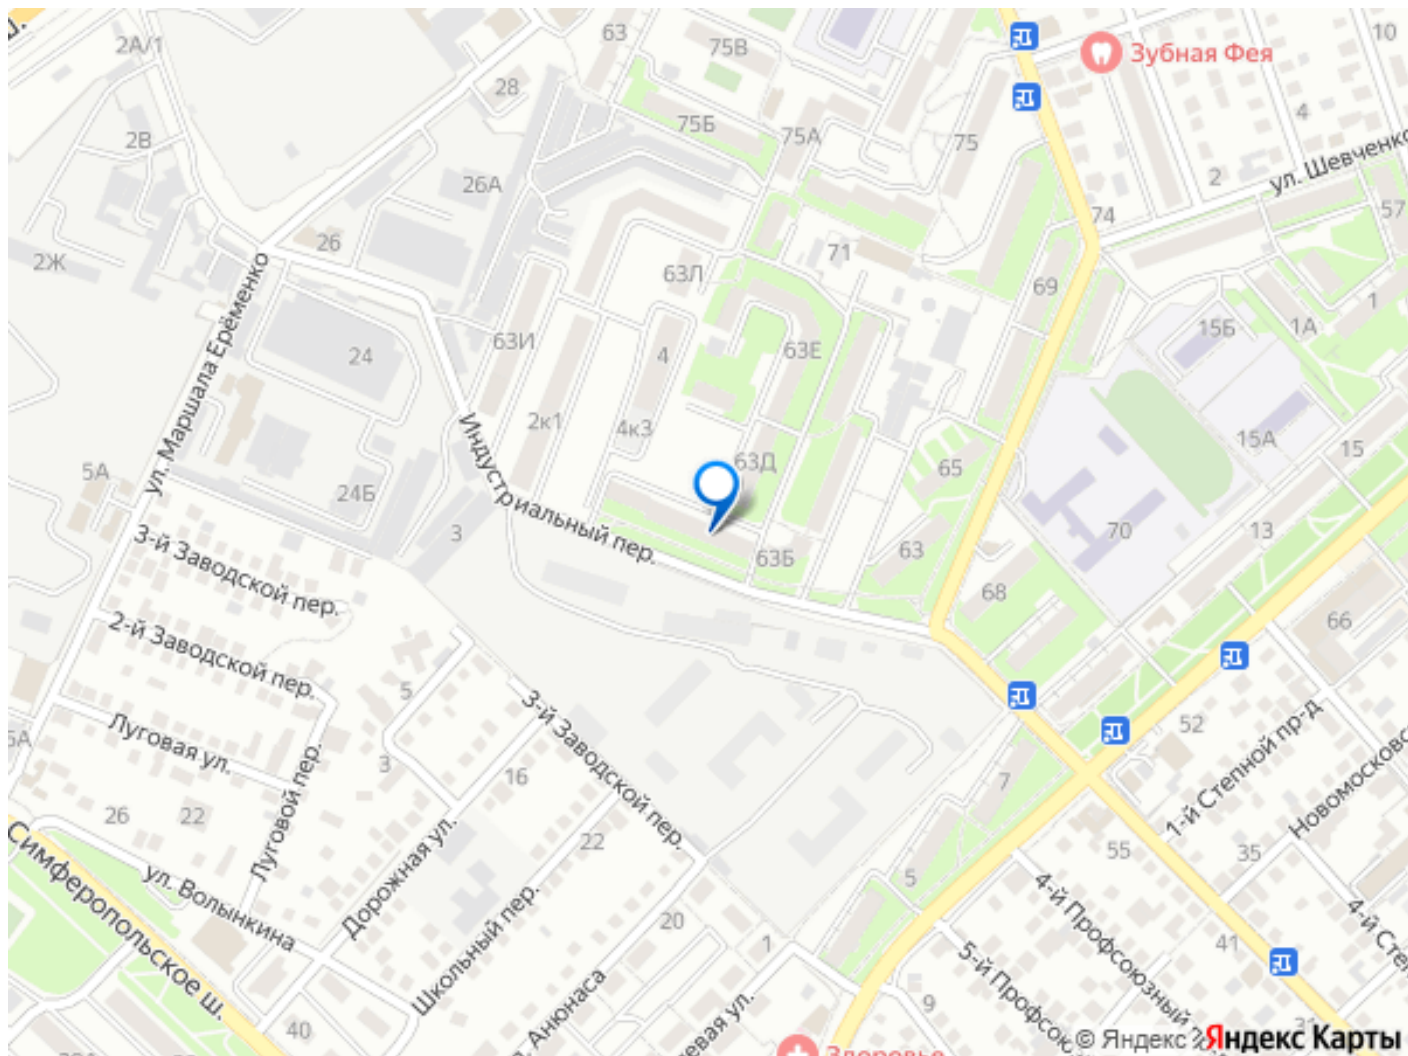 2А/1
63
75В
Зубная Фея
10
28
75Б
75А
75
4
2В
26А
2
ул. Шевченко
74
57
26
71
2Ж
63Л
69
1
ул. Маршала Ерёменко
63И
24
4
63Е
15Б
1А
2к1
4к3
Индустриальный пер.
5А
24Б
63Д
65
15А
15
3
70
13
3-й Заводской пер.
63Б
63
68
66
2-й Заводской пер.
5
Луговая ул.
3
Луговой пер.
16
3-й Заводской пер.
7
52
1-й Степной пр-д
5А
26
22
22
55
35
Симферопольское ш.
ул. Волынкина
Дорожная ул.
Школьный пер.
5
4-й Профсоюзный
20
1
41
5-й Профсою
9
40
Анюнаса
Здоровье
© Яндекс
Яндекс Карты